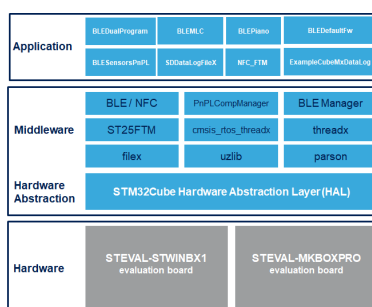 Application
BLEDualProgram
BLEMLC
BLEPiano
BLEDefaultFw
BLESensorsPnPL
SDDataLogFileX
NFC_FTM
ExampleCubeMxDataLog
Middleware
BLE / NFC
PnPLCompManager
BLE Manager
ST25FTM
cmsis_rtos_threadx
threadx
filex
uzlib
parson
Hardware
Abstraction
STM32Cube Hardware Abstraction Layer (HAL)
Hardware
STEVAL-STWINBX1
evaluation board
STEVAL-MKBOXPRO
evaluation board